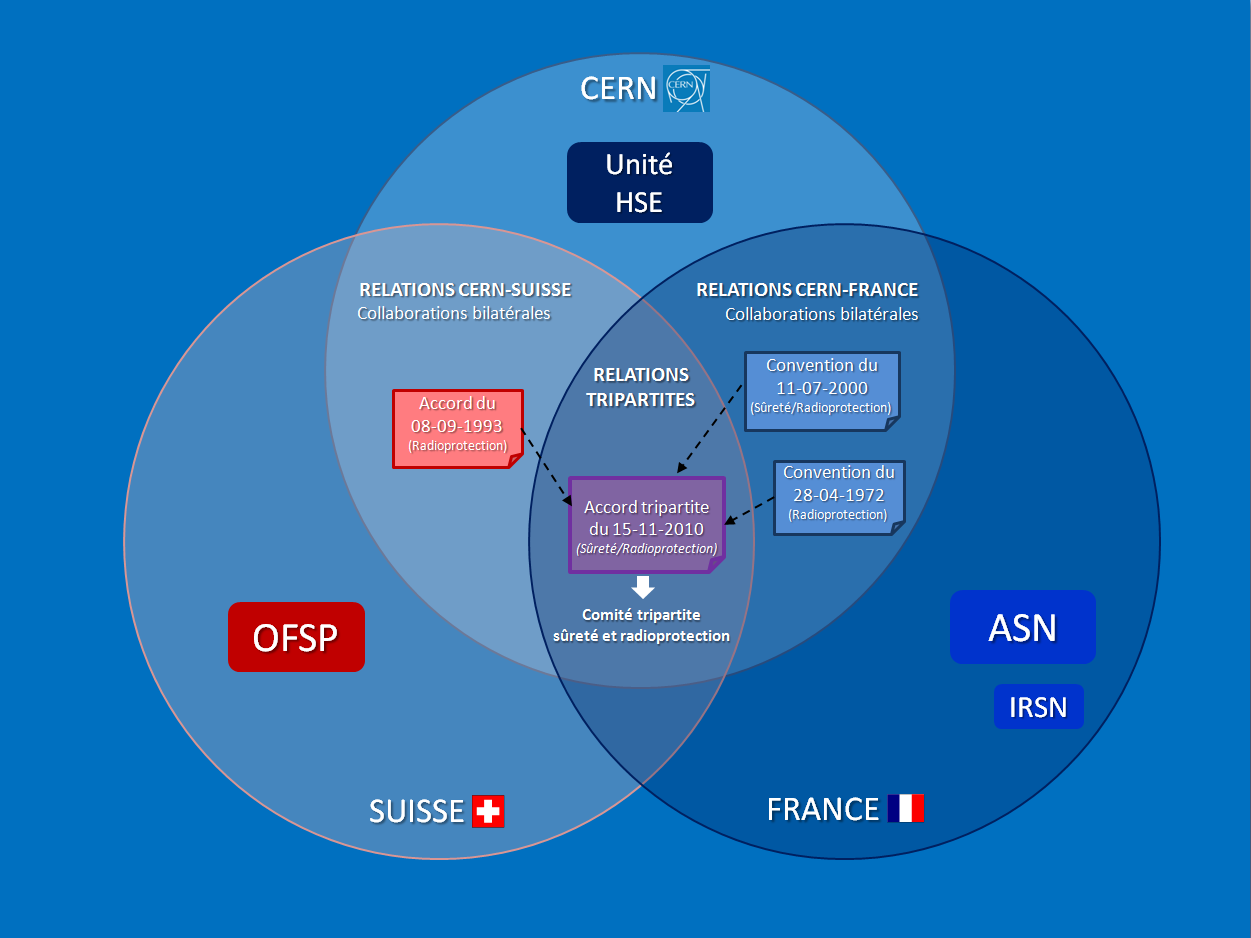 CERN
CERN
Unité
HSE
RELATIONS CERN-SUISSE
Collaborations bilatérales
RELATIONS CERN-FRANCE
Collaborations bilatérales
RELATIONS
TRIPARTITES
Convention du
11-07-2000
(Sûreté/Radioprotection)
Accord du
08-09-1993
(Radioprotection)
Convention du
28-04-1972
(Radioprotection)
Accord tripartite
du 15-11-2010
(Sûreté/Radioprotection)
Comité tripartite
sûreté et radioprotection
OFSP
ASN
IRSN
SUISSE
FRANCE